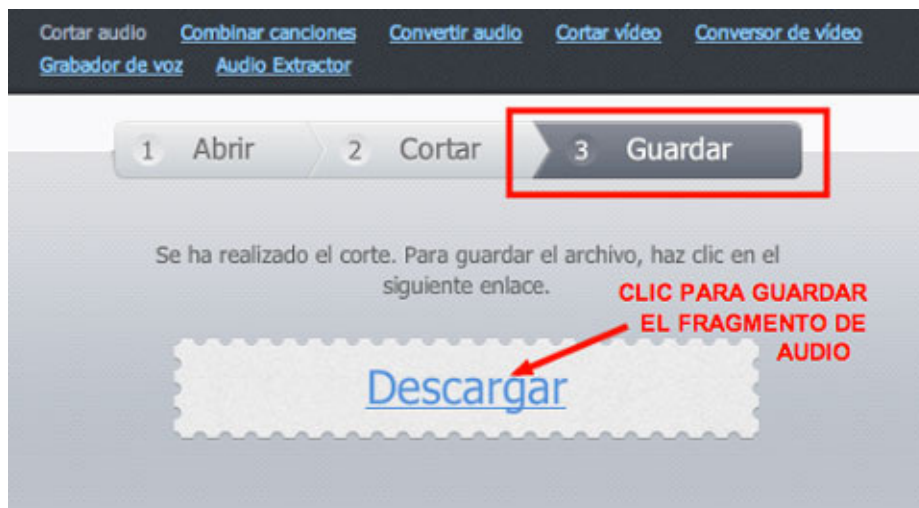 Cortar audio Combinar canciones Convertir audio Cortar vídeo Conversor de vídeo
Grabador de voz Audio Extractor
1 Abrir 2 Cortar 3 Guardar
Se ha realizado el corte. Para guardar el archivo, haz clic en el
siguiente enlace.
CLIC PARA GUARDAR
EL FRAGMENTO DE
AUDIO
Descargar